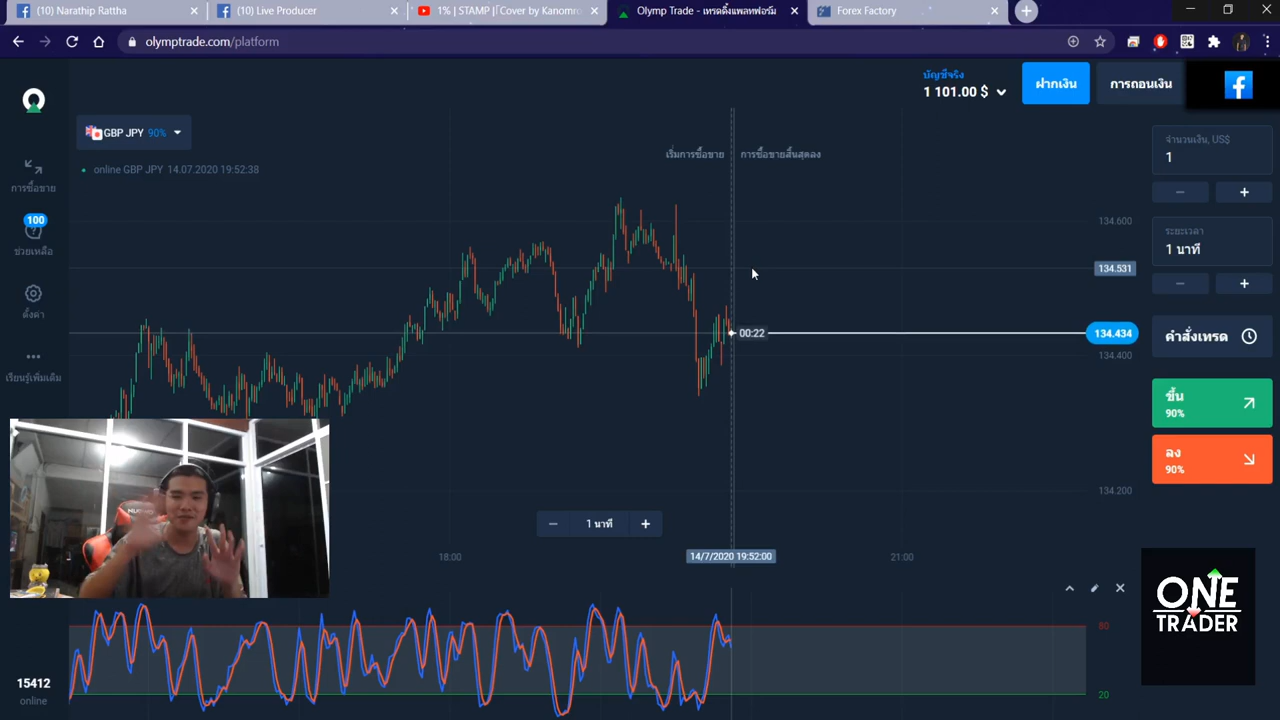 (10) Narathip Rattha
(10) Live Producer
1% | STAMP |「Cover by Kanomro
Olymp Trade - เทรดดิ้งแพลทฟอร์ม
Forex Factory
olymptrade.com/platform
บัญชีจริง
1 101.00 $
ฝากเงิน
การถอนเงิน
GBP JPY 90%
online GBP JPY 14.07.2020 19:52:38
เริ่มการซื้อขาย
การซื้อขายสิ้นสุดลง
การซื้อขาย
100
ช่วยเหลือ
ตั้งค่า
เรียนรู้เพิ่มเติม
จำนวนเงิน, US$
1
ระยะเวลา
1 นาที
คำสั่งเทรด
ขึ้น
90%
ลง
90%
134.600
134.531
134.434
134.400
134.200
00:22
1 นาที
18:00
14/7/2020 19:52:00
21:00
80
20
15412
online
ONE
TRADER